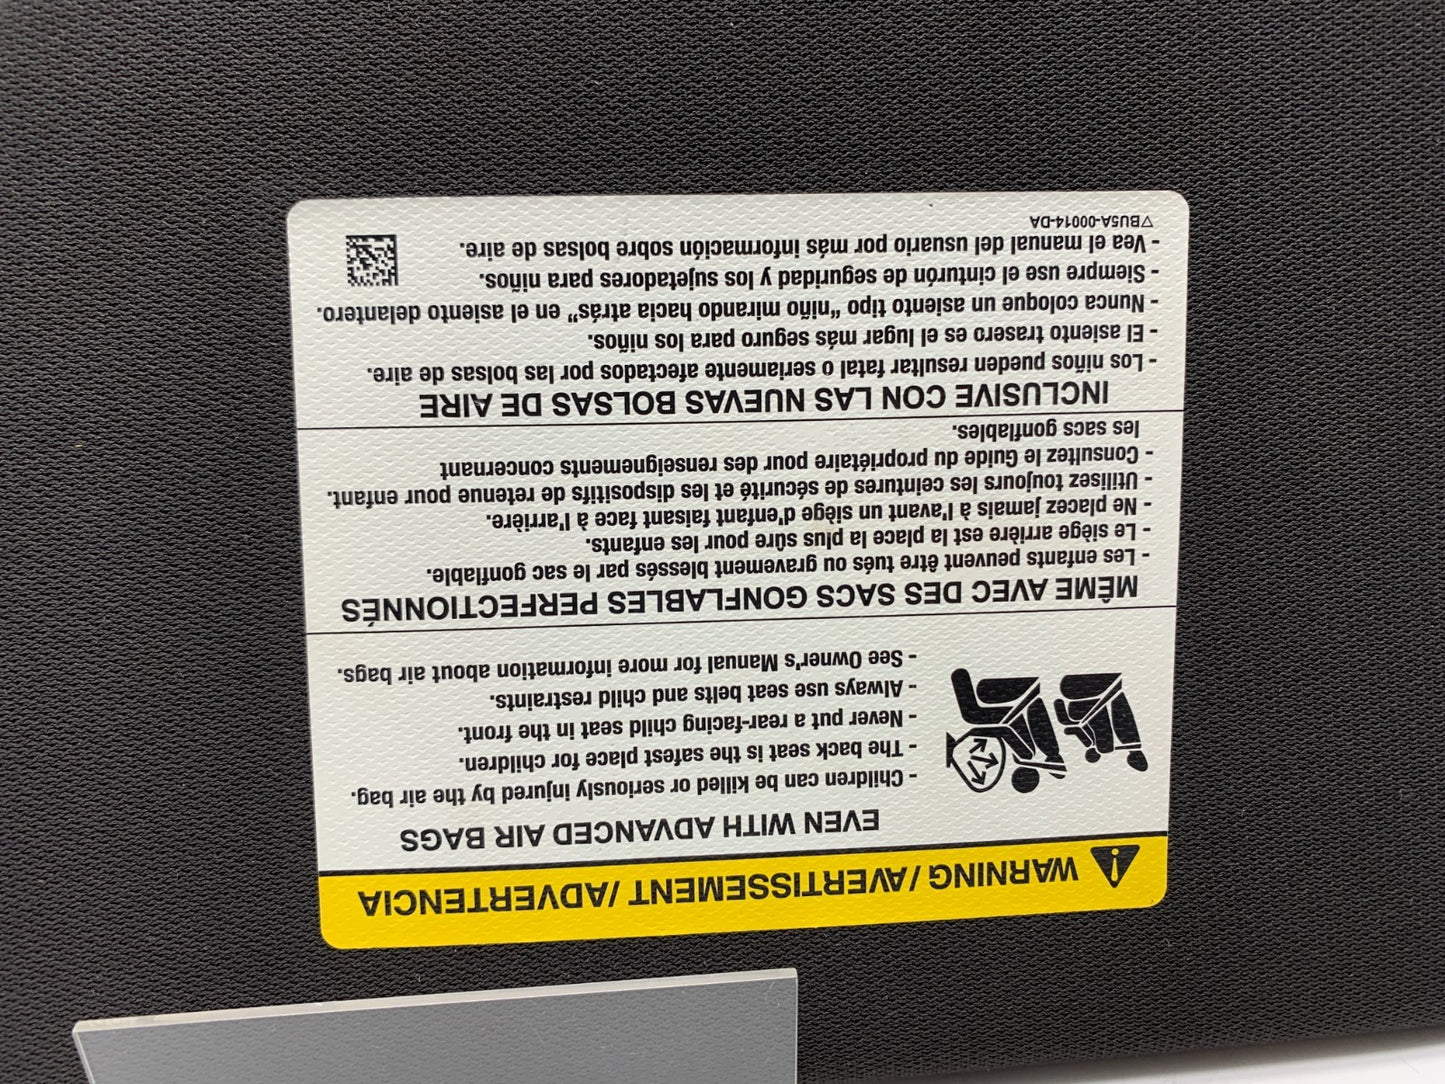 WARNING / AVERTISSEMENT / ADVERTENCIA
EVEN WITH ADVANCED AIR BAGS
- Children can be killed or seriously injured by the air bag.
- The back seat is the safest place for children.
- Never put a rear-facing child seat in the front.
- Always use seat belts and child restraints.
- See Owner's Manual for more information about air bags.
MÊME AVEC DES SACS GONFLABLES PERFECTIONNÉS
- Les enfants peuvent être tués ou gravement blessés par le sac gonflable.
- Le siège arrière est la place la plus sûre pour les enfants.
- Ne placez jamais à l'avant un siège d'enfant faisant face à l'arrière.
- Utilisez toujours les ceintures de sécurité et les dispositifs de retenue pour enfant.
- Consultez le Guide du propriétaire pour des renseignements concernant
les sacs gonflables.
INCLUSIVE CON LAS NUEVAS BOLSAS DE AIRE
- Los niños pueden resultar fatal o seriamente afectados por las bolsas de aire.
- El asiento trasero es el lugar más seguro para los niños.
- Nunca coloque un asiento tipo "niño mirando hacia atrás" en el asiento delantero.
- Siempre use el cinturón de seguridad y los sujetadores para niños.
- Vea el manual del usuario por más información sobre bolsas de aire.
▽BU5A-00014-DA